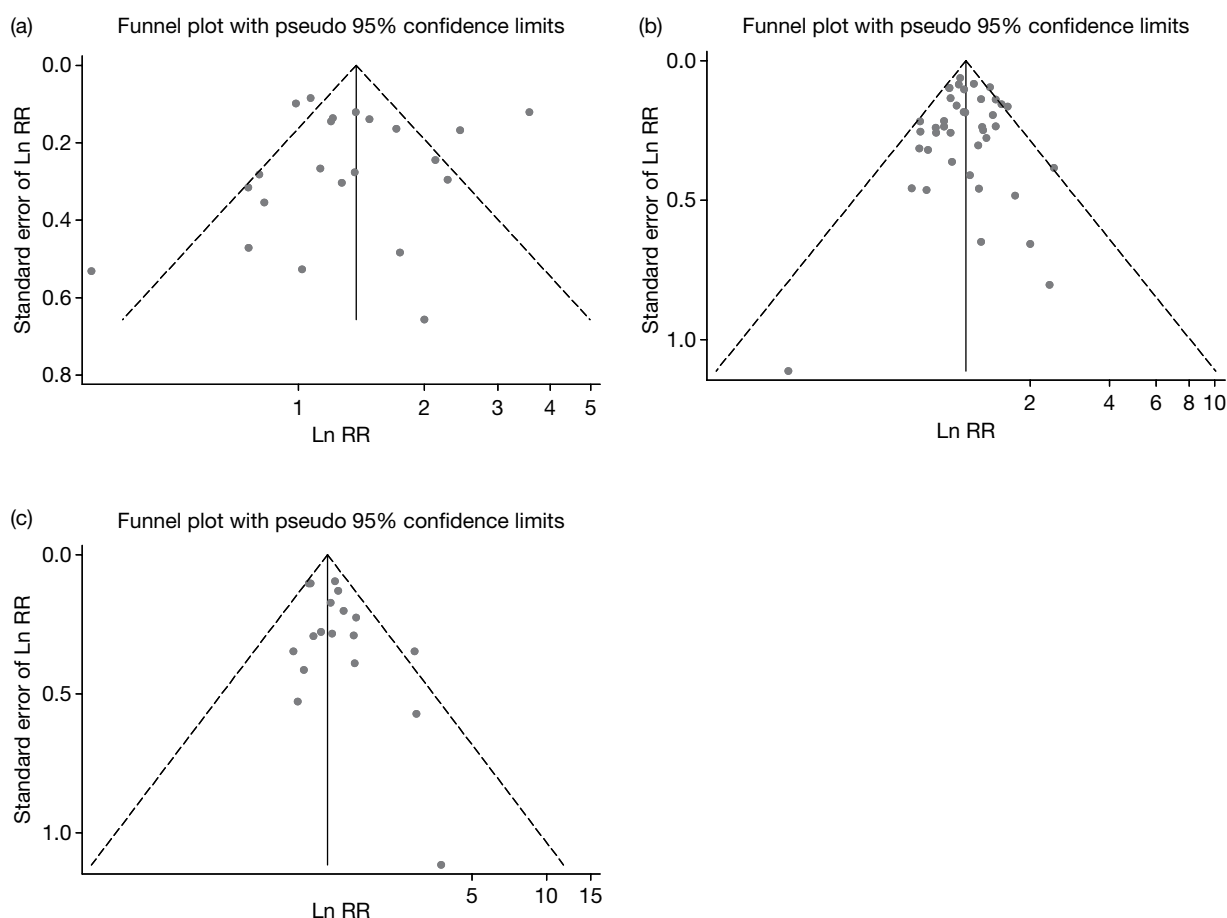 (a)
Funnel plot with pseudo 95% confidence limits
Standard error of Ln RR
0.0
0.2
0.4
0.6
0.8
1 2 3 4 5
Ln RR
(b)
Funnel plot with pseudo 95% confidence limits
Standard error of Ln RR
0.0
0.5
1.0
2 4 6 8 10
Ln RR
(c)
Funnel plot with pseudo 95% confidence limits
Standard error of Ln RR
0.0
0.5
1.0
5 10 15
Ln RR